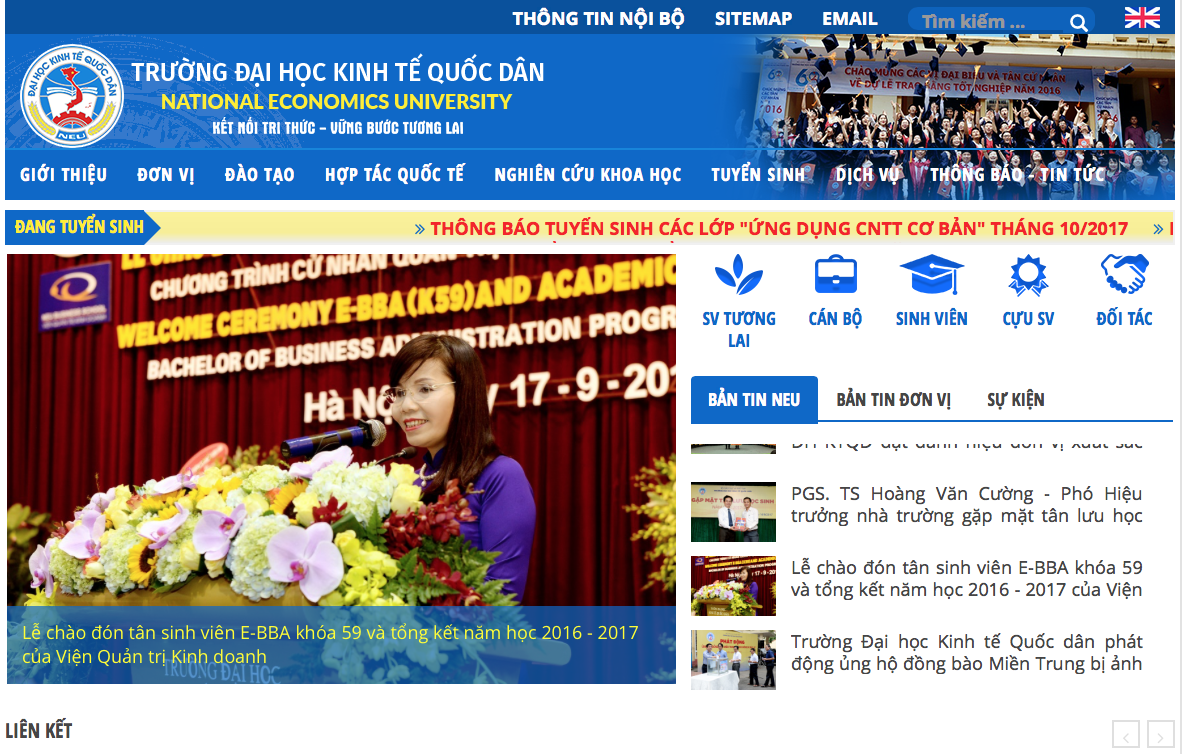 THÔNG TIN NỘI BỘ SITEMAP EMAIL Tìm kiếm ...
ĐẠI HỌC KINH TẾ QUỐC DÂN
NEU
TRƯỜNG ĐẠI HỌC KINH TẾ QUỐC DÂN
NATIONAL ECONOMICS UNIVERSITY
KẾT NỐI TRI THỨC – VỮNG BƯỚC TƯƠNG LAI
CHÀO MỪNG CÁC VỊ ĐẠI BIỂU VÀ TÂN CỬ NHÂN
VỀ DỰ LỄ TRAO BẰNG TỐT NGHIỆP NĂM 2016
GIỚI THIỆU ĐƠN VỊ ĐÀO TẠO HỢP TÁC QUỐC TẾ NGHIÊN CỨU KHOA HỌC TUYỂN SINH DỊCH VỤ THÔNG BÁO - TIN TỨC
ĐANG TUYỂN SINH » THÔNG BÁO TUYỂN SINH CÁC LỚP "ỨNG DỤNG CNTT CƠ BẢN" THÁNG 10/2017 »
CHƯƠNG TRÌNH CỬ NHÂN QUẢN
WELCOME CEREMONY E-BBA (K59) AND ACADEMIC
BACHELOR OF BUSINESS ADMINISTRATION PROGR
Hà Nộ y 17 - 9 - 201
Lễ chào đón tân sinh viên E-BBA khóa 59 và tổng kết năm học 2016 - 2017
của Viện Quản trị Kinh doanh
TRƯỜNG ĐẠI HỌC
SV TƯƠNG
LAI
CÁN BỘ
SINH VIÊN
CỰU SV
ĐỐI TÁC
BẢN TIN NEU BẢN TIN ĐƠN VỊ SỰ KIỆN
ĐH KTQD đạt danh hiệu đơn vị xuất sắc
PGS. TS Hoàng Văn Cường - Phó Hiệu
trưởng nhà trường gặp mặt tân lưu học
Lễ chào đón tân sinh viên E-BBA khóa 59
và tổng kết năm học 2016 - 2017 của Viện
Trường Đại học Kinh tế Quốc dân phát
động ủng hộ đồng bào Miền Trung bị ảnh
LIÊN KẾT